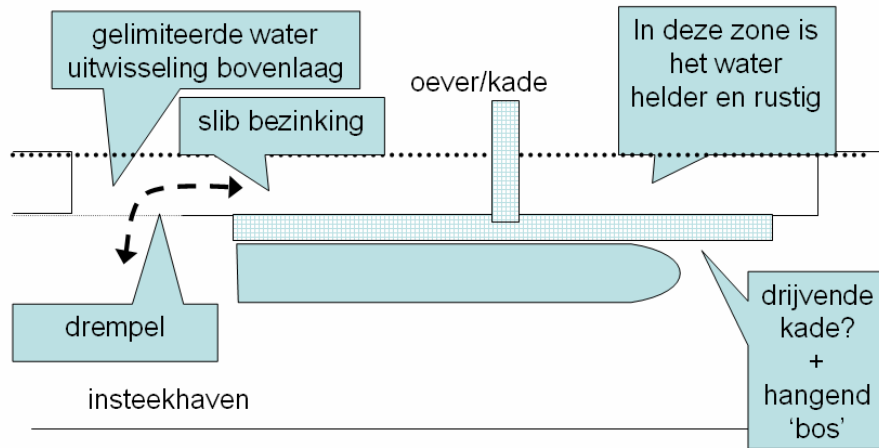 gelimiteerde water
uitwisseling bovenlaag
slib bezinking
oever/kade
In deze zone is
het water
helder en rustig
drempel
drijvende
kade?
+
hangend
‘bos’
insteekhaven